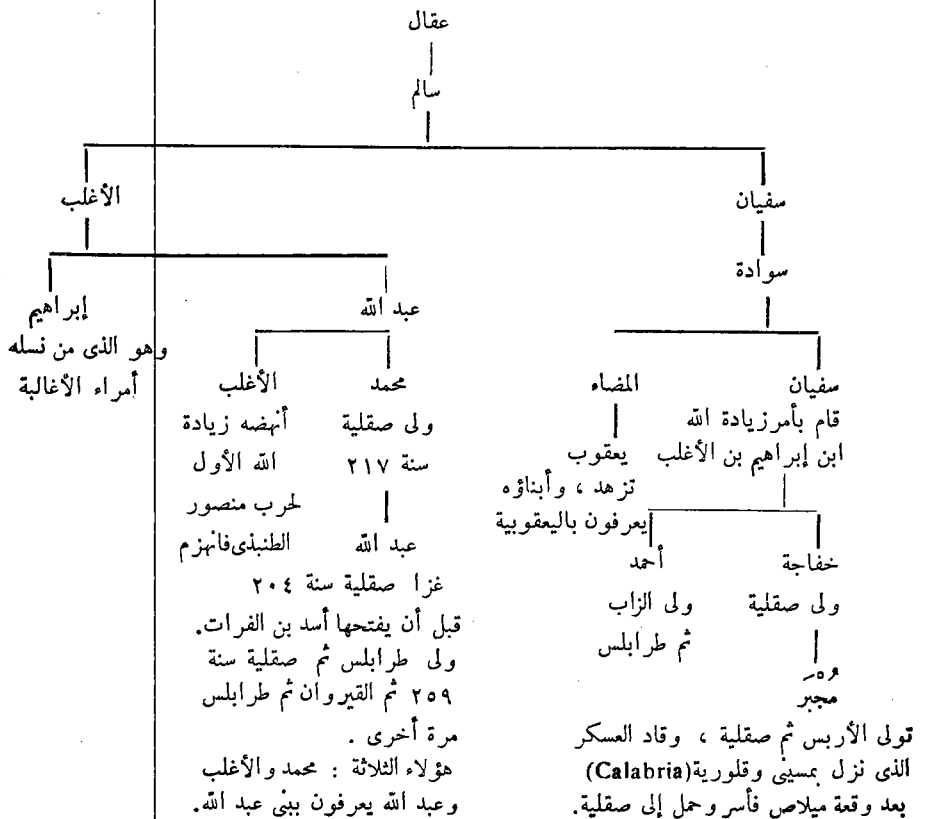 عقال
سالم
سفيان
الأغلب
سوادة
عبد الله
إبراهيم
وهو الذى من نسله
أمراء الأغالبة
سفيان
قام بأمر زيادة الله
ابن إبراهيم بن الأغلب
المضاء
يعقوب
تزهد ، وأبناؤه
يعرفون باليعقوبية
خفاجة
ولى صقلية
مُجْبَر
قولى الأربس ثم صقلية ، وقاد العسكر
الذى نزل بمسينى وقلورية (Calabria)
بعد وقعة ميلاص فأسر وحمل إلى صقلية.
أحمد
ولى الزاب
ثم طرابلس
محمد
ولى صقلية
سنة ٢١٧
عبد الله
غزا صقلية سنة ٢٠٤
قبل أن يفتحها أسد بن الفرات.
ولى طرابلس ثم صقلية سنة
٢٥٩ ثم القيروان ثم طرابلس
مرة أخرى .
هؤلاء الثلاثة : محمد والأغلب
وعبد الله يعرفون ببنى عبد الله.
الأغلب
أنهضه زيادة
الله الأول
لحرب منصور
الطنبذى فانهزم